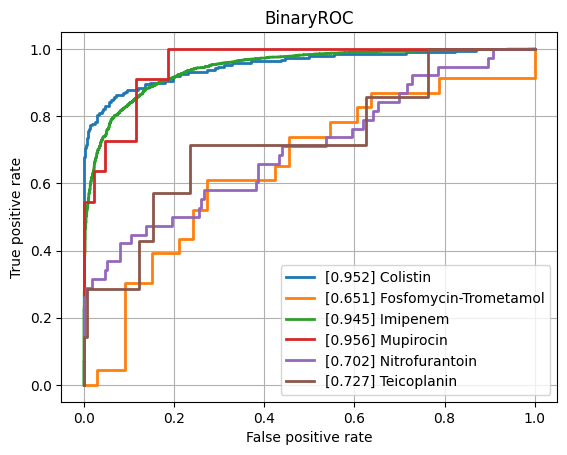 BinaryROC
True positive rate
1.0
0.8
0.6
0.4
0.2
0.0
[0.952] Colistin
[0.651] Fosfomycin-Trometamol
[0.945] Imipenem
[0.956] Mupirocin
[0.702] Nitrofurantoin
[0.727] Teicoplanin
0.0 0.2 0.4 0.6 0.8 1.0
False positive rate